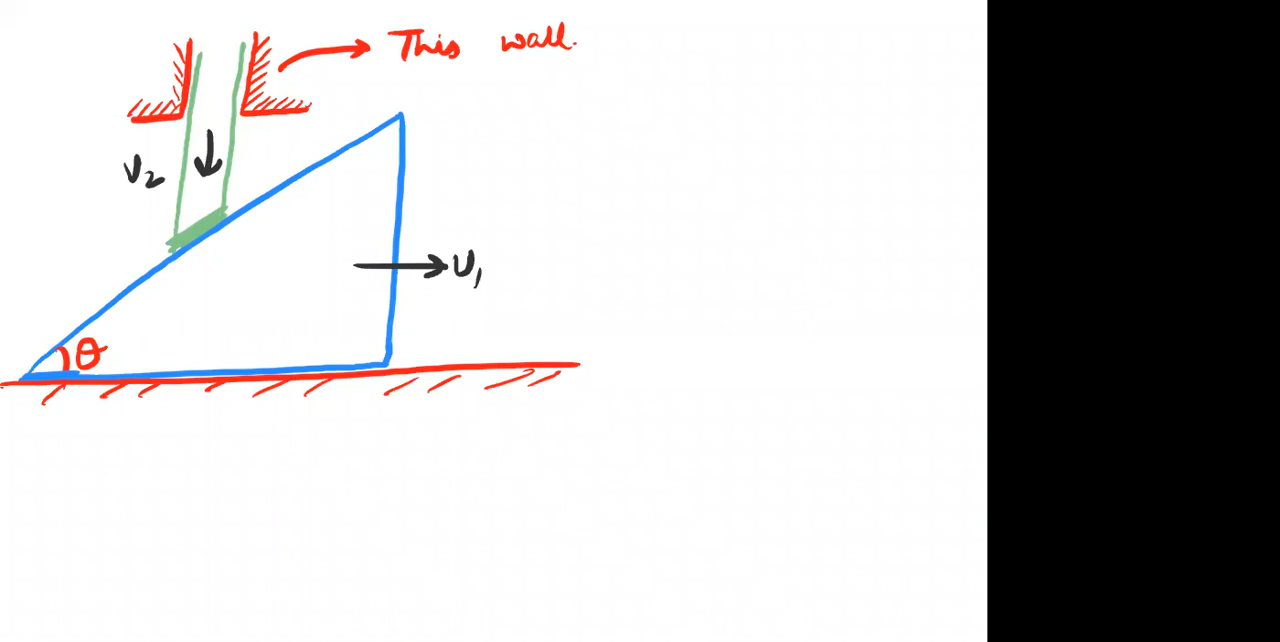 This wall.
v₂
v₁
θ